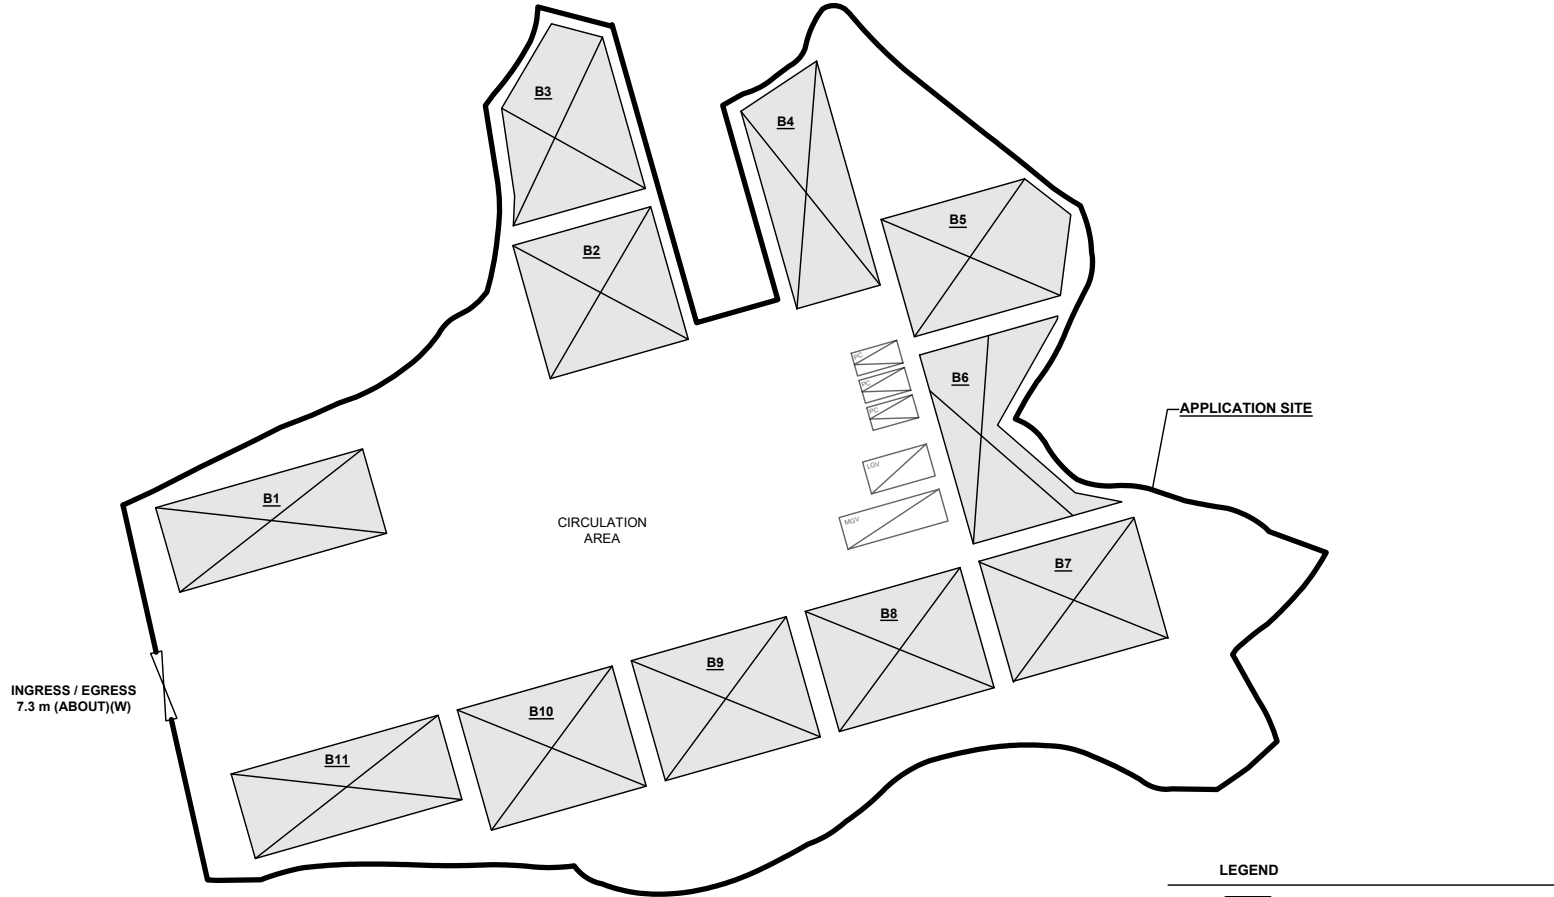 B3
B4
B5
B2
PC
PC
PC
B6
APPLICATION SITE
LGV
B1
MGV
CIRCULATION
AREA
B7
B8
B9
INGRESS / EGRESS
7.3 m (ABOUT)(W)
B10
B11
LEGEND